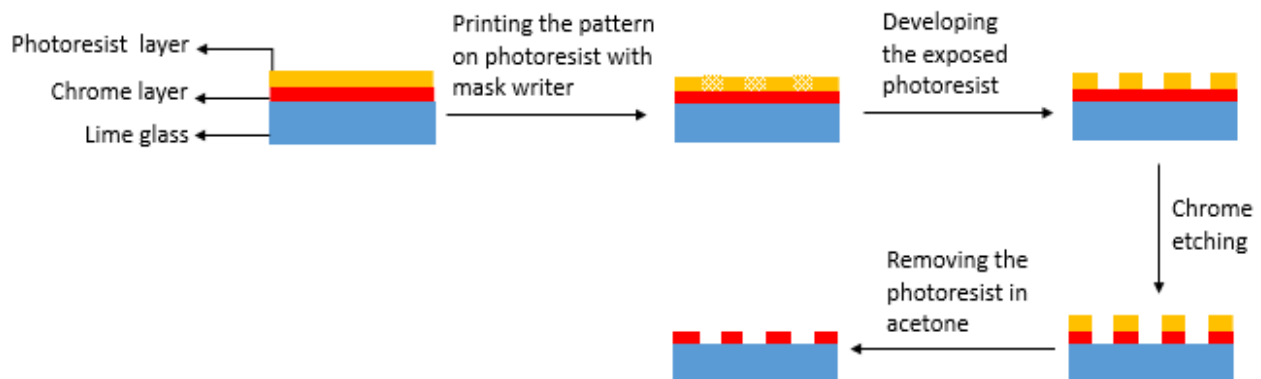 Photoresist layer
Chrome layer
Lime glass
Printing the pattern
on photoresist with
mask writer
Developing
the exposed
photoresist
Chrome
etching
Removing the
photoresist in
acetone